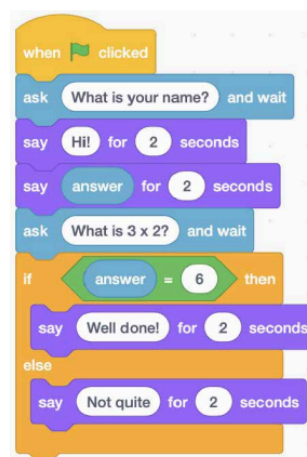 when clicked
ask What is your name? and wait
say Hi! for 2 seconds
say answer for 2 seconds
ask What is 3 x 2? and wait
if answer = 6 then
say Well done! for 2 seconds
else
say Not quite for 2 seconds